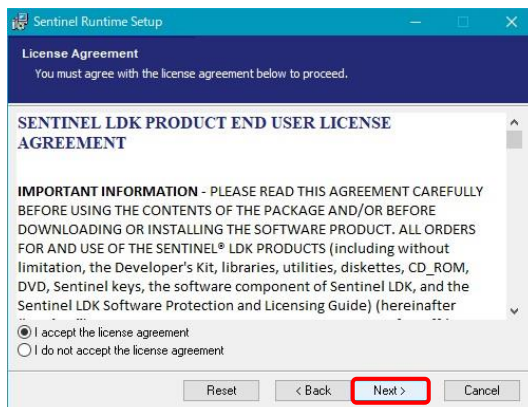 Sentinel Runtime Setup
License Agreement
You must agree with the license agreement below to proceed.
SENTINEL LDK PRODUCT END USER LICENSE
AGREEMENT
IMPORTANT INFORMATION - PLEASE READ THIS AGREEMENT CAREFULLY
BEFORE USING THE CONTENTS OF THE PACKAGE AND/OR BEFORE
DOWNLOADING OR INSTALLING THE SOFTWARE PRODUCT. ALL ORDERS
FOR AND USE OF THE SENTINEL® LDK PRODUCTS (including without
limitation, the Developer's Kit, libraries, utilities, diskettes, CD_ROM,
DVD, Sentinel keys, the software component of Sentinel LDK, and the
Sentinel LDK Software Protection and Licensing Guide) (hereinafter
I accept the license agreement
I do not accept the license agreement
Reset < Back Next > Cancel